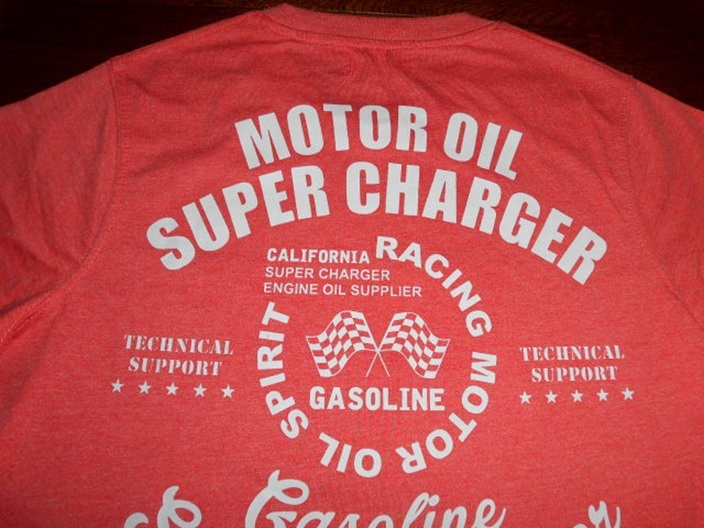 MOTOR OIL
SUPER CHARGER
CALIFORNIA
SUPER CHARGER
ENGINE OIL SUPPLIER
RACING MOTOR OIL SPIRIT
GASOLINE
TECHNICAL
SUPPORT
TECHNICAL
SUPPORT
Gasoline